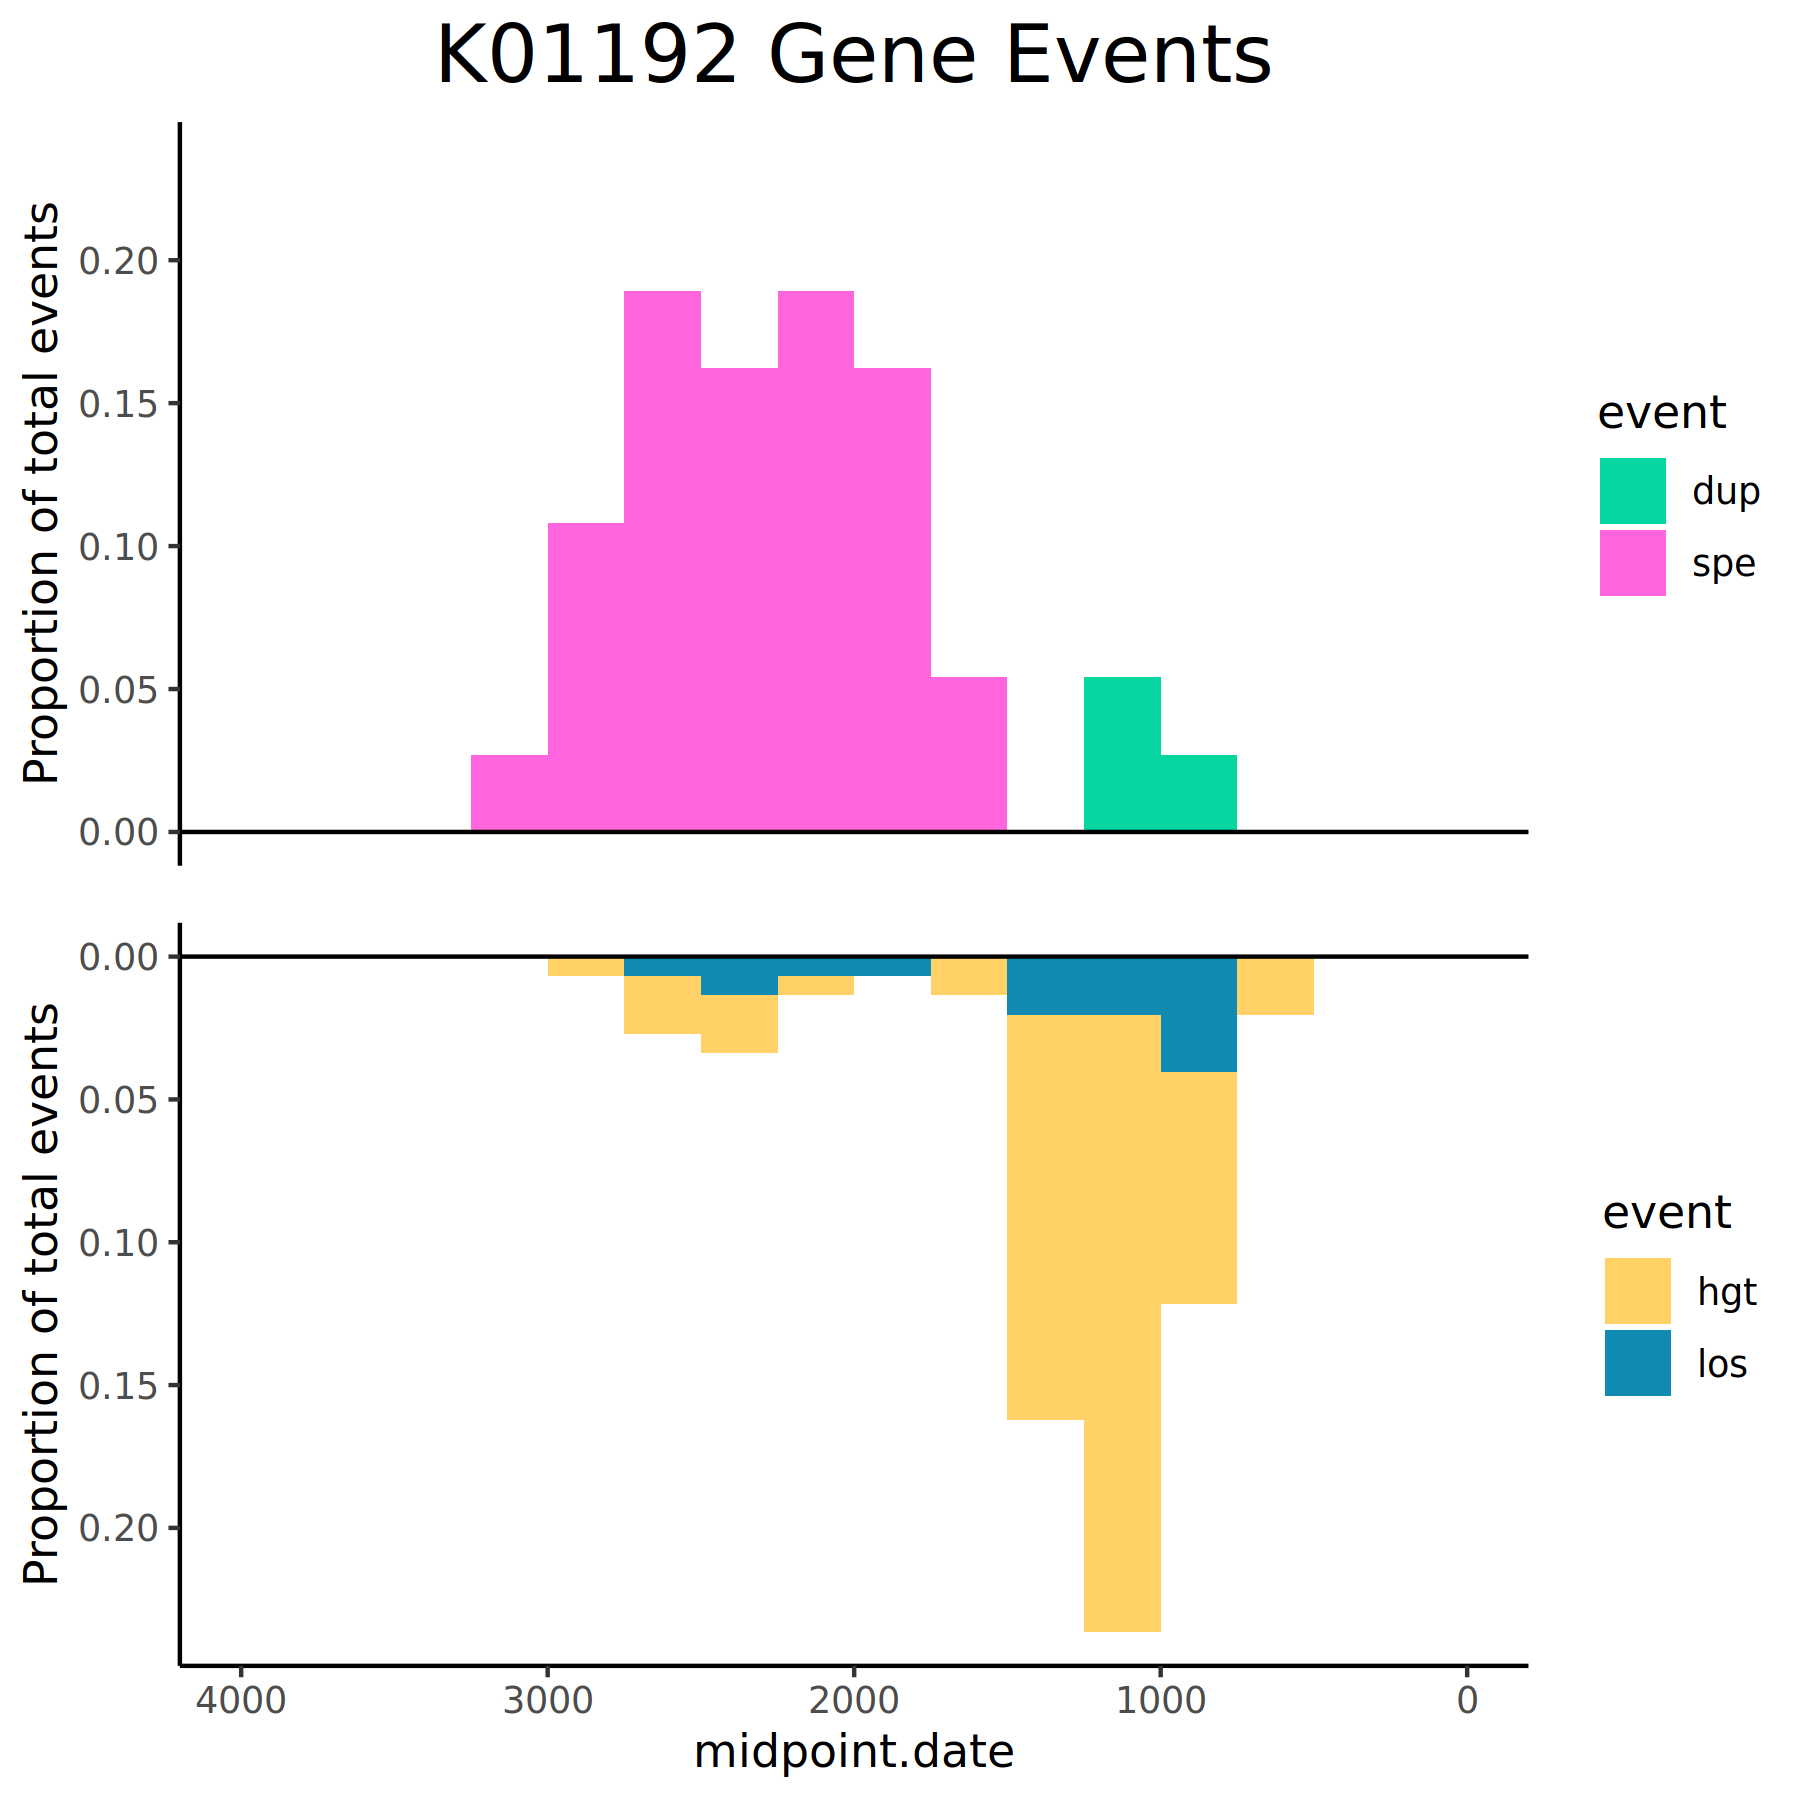 K01192 Gene Events
Proportion of total events
0.20
0.15
0.10
0.05
0.00
event
dup
spe
Proportion of total events
0.00
0.05
0.10
0.15
0.20
event
hgt
los
4000 3000 2000 1000 0
midpoint.date